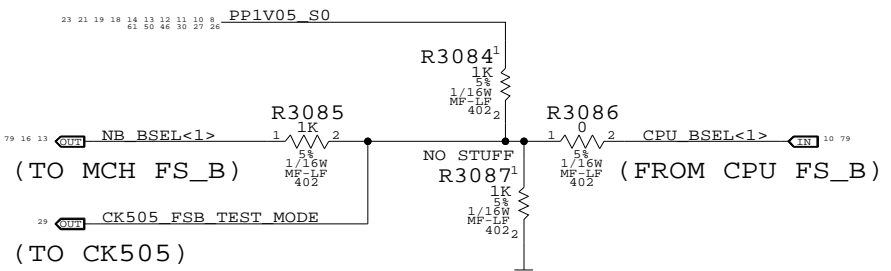 23 21 19 18 14 13 12 11 10 8 PP1V05_S0
61 50 46 30 27 26
R3084 1
1K
5%
1/16W
MF-LF
402 2
R3085
1K
1 2
5%
1/16W
MF-LF
402
R3086
0
1 2
5%
1/16W
MF-LF
402
79 16 13 OUT NB_BSEL<1>
CPU_BSEL<1> IN 10 79
(TO MCH FS_B)
(FROM CPU FS_B)
NO STUFF
R3087 1
1K
5%
1/16W
MF-LF
402 2
29 OUT CK505_FSB_TEST_MODE
(TO CK505)